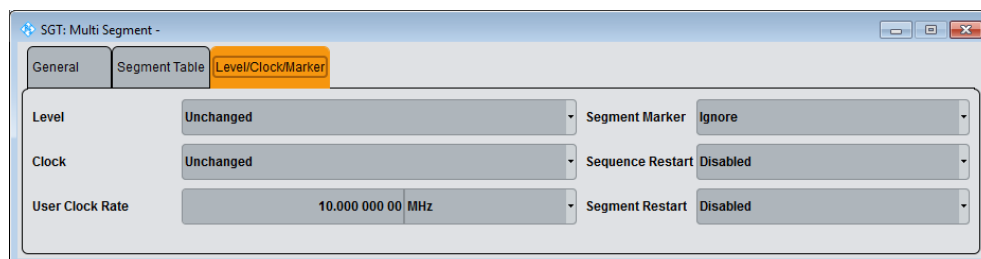 SGT: Multi Segment -
General Segment Table Level/Clock/Marker
Level Unchanged Segment Marker Ignore
Clock Unchanged Sequence Restart Disabled
User Clock Rate 10.000 000 00 MHz Segment Restart Disabled